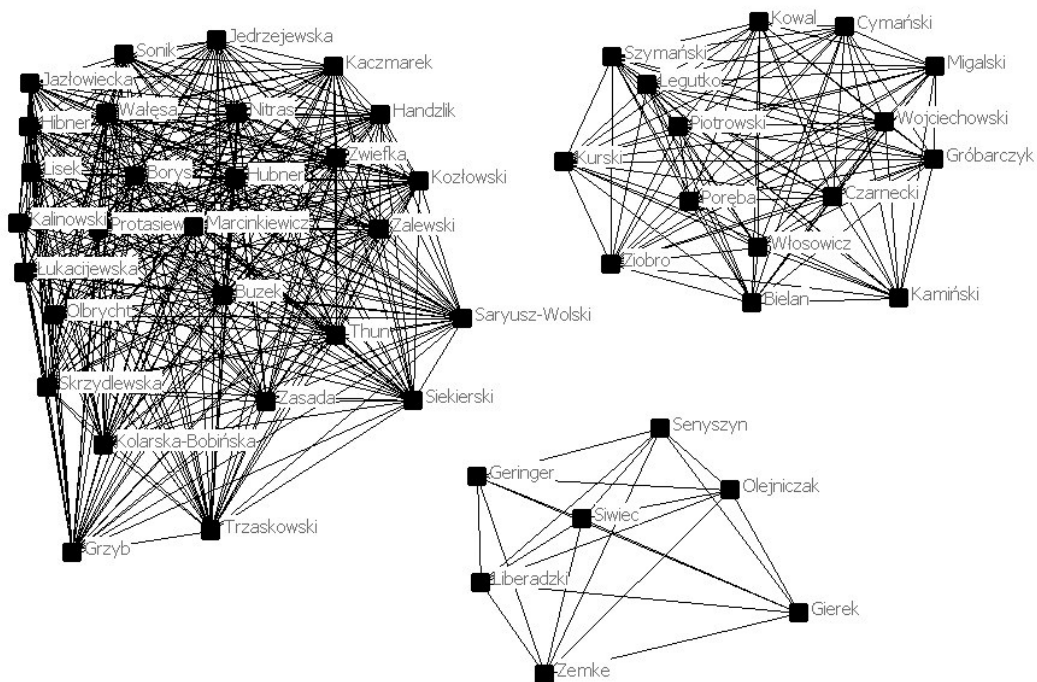 Sonik
Jedrzejewska
Kaczmarek
Jazłowiecka
Wałęsa
Nitras
Handzlik
Hibner
Zwiefka
Lisek
Borys
Hubner
Kozłowski
Kalinowski
Protasiew
Marcinkiewicz
Zalewski
Łukacijewska
Buzek
Olbrycht
Saryusz-Wolski
Thun
Skrzydlewska
Zasada
Siekierski
Kolarska-Bobińska
Trzaskowski
Grzyb
Kowal
Cymański
Szymański
Migalski
Legutko
Piotrowski
Wojciechowski
Kurski
Gróbarczyk
Poręba
Czarnecki
Włosowicz
Ziobro
Bielan
Kamiński
Senyszyn
Geringer
Olejniczak
Siwiec
Liberadzki
Gierek
Zemke